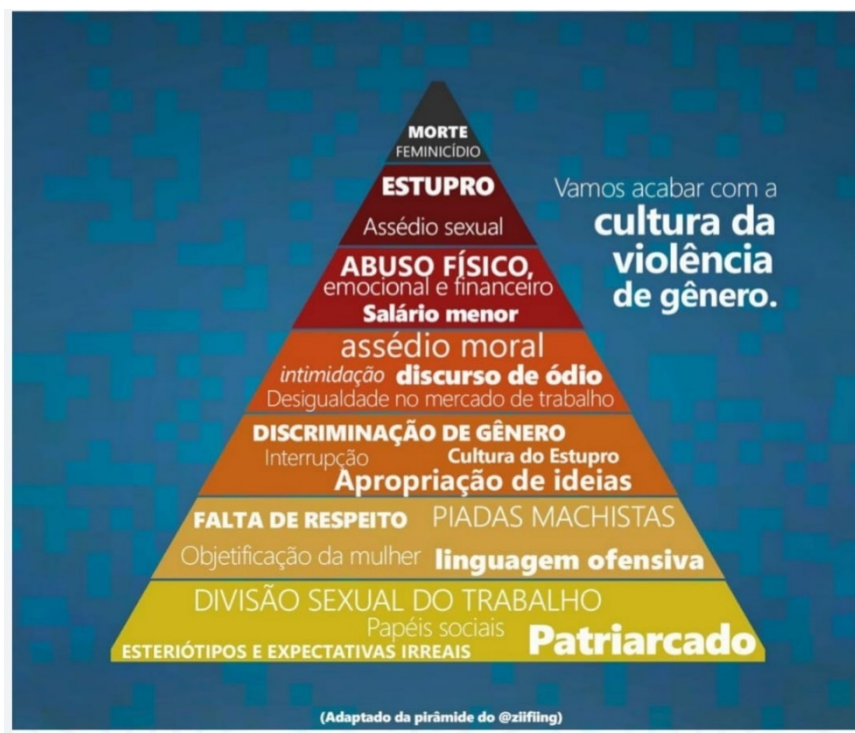 MORTE
FEMINICÍDIO
ESTUPRO
Assédio sexual
ABUSO FÍSICO,
emocional e financeiro
Salário menor
assédio moral
intimidação discurso de ódio
Desigualdade no mercado de trabalho
DISCRIMINAÇÃO DE GÊNERO
Interrupção Cultura do Estupro
Apropriação de ideias
FALTA DE RESPEITO PIADAS MACHISTAS
Objetificação da mulher linguagem ofensiva
DIVISÃO SEXUAL DO TRABALHO
Papéis sociais
ESTERIÓTIPOS E EXPECTATIVAS IRREAIS Patriarcado
Vamos acabar com a
cultura da
violência
de gênero.
(Adaptado da pirâmide do @ziifiing)